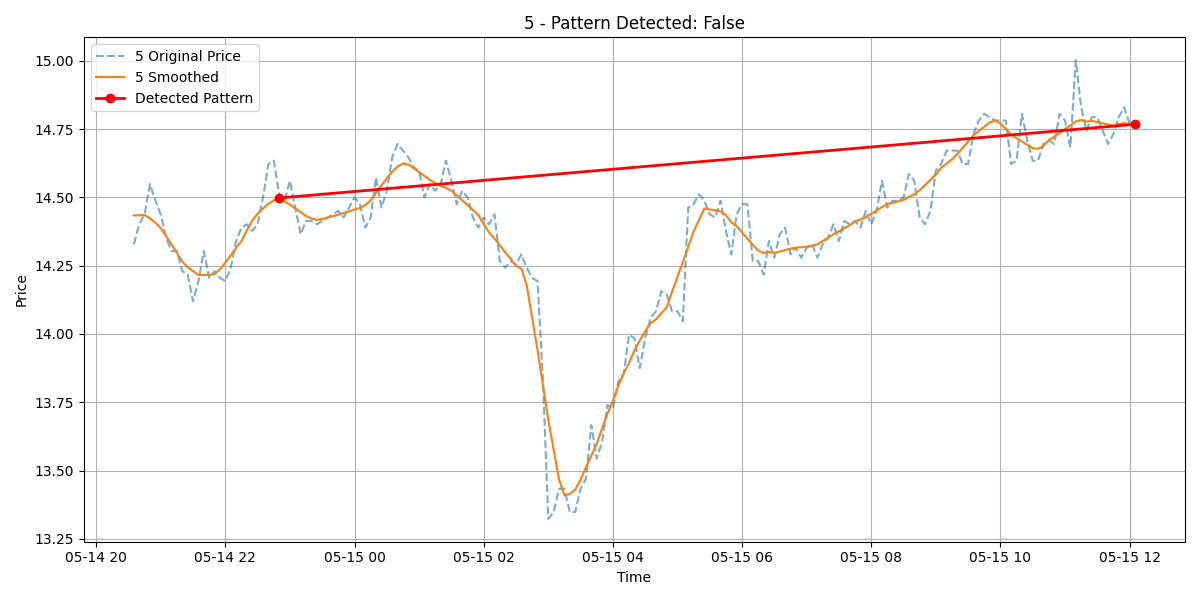 5 - Pattern Detected: False
5 Original Price
5 Smoothed
Detected Pattern
Price
15.00
14.75
14.50
14.25
14.00
13.75
13.50
13.25
05-14 20 05-14 22 05-15 00 05-15 02 05-15 04 05-15 06 05-15 08 05-15 10 05-15 12
Time